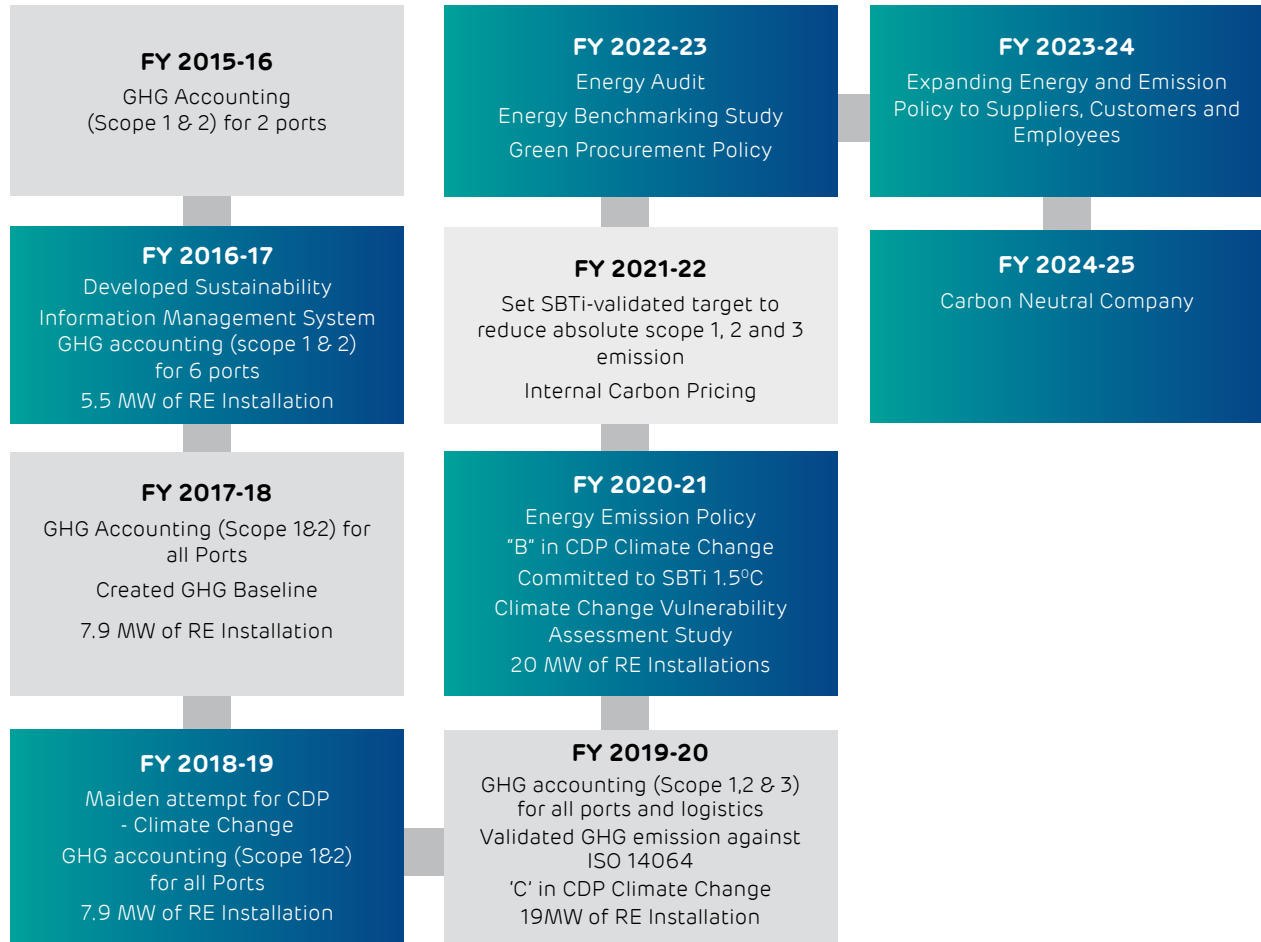 FY 2015-16
GHG Accounting
(Scope 1 & 2) for 2 ports
FY 2016-17
Developed Sustainability
Information Management System
GHG accounting (scope 1 & 2)
for 6 ports
5.5 MW of RE Installation
FY 2017-18
GHG Accounting (Scope 1&2) for
all Ports
Created GHG Baseline
7.9 MW of RE Installation
FY 2018-19
Maiden attempt for CDP
- Climate Change
GHG accounting (Scope 1&2)
for all Ports
7.9 MW of RE Installation
FY 2019-20
GHG accounting (Scope 1,2 & 3)
for all ports and logistics
Validated GHG emission against
ISO 14064
'C' in CDP Climate Change
19MW of RE Installation
FY 2020-21
Energy Emission Policy
"B" in CDP Climate Change
Committed to SBTi 1.5⁰C
Climate Change Vulnerability
Assessment Study
20 MW of RE Installations
FY 2021-22
Set SBTi-validated target to
reduce absolute scope 1, 2 and 3
emission
Internal Carbon Pricing
FY 2022-23
Energy Audit
Energy Benchmarking Study
Green Procurement Policy
FY 2023-24
Expanding Energy and Emission
Policy to Suppliers, Customers and
Employees
FY 2024-25
Carbon Neutral Company